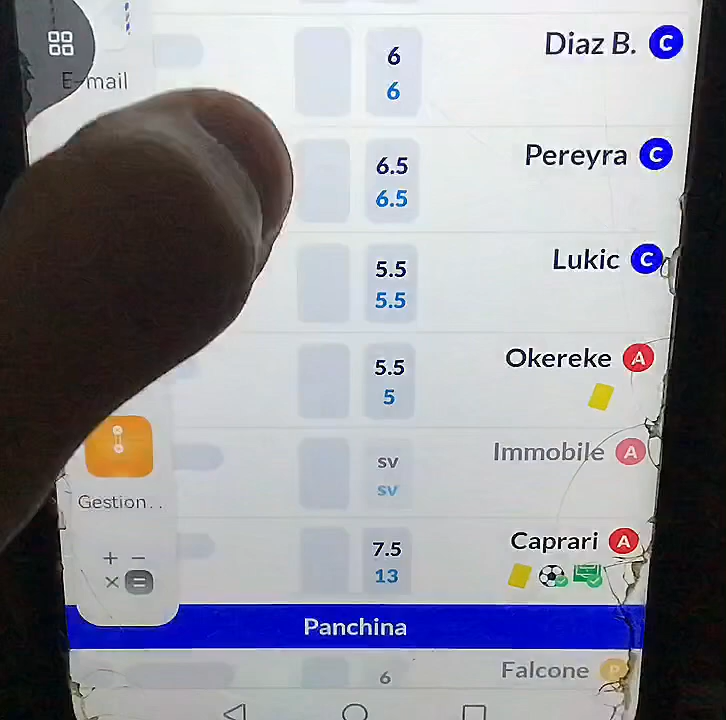 E-mail
6
6
Diaz B. C
6.5
6.5
Pereyra C
5.5
5.5
Lukic C
5.5
5
Okereke A
sv
sv
Immobile A
Gestion..
7.5
13
Caprari A
+ −
× =
Panchina
6
Falcone P